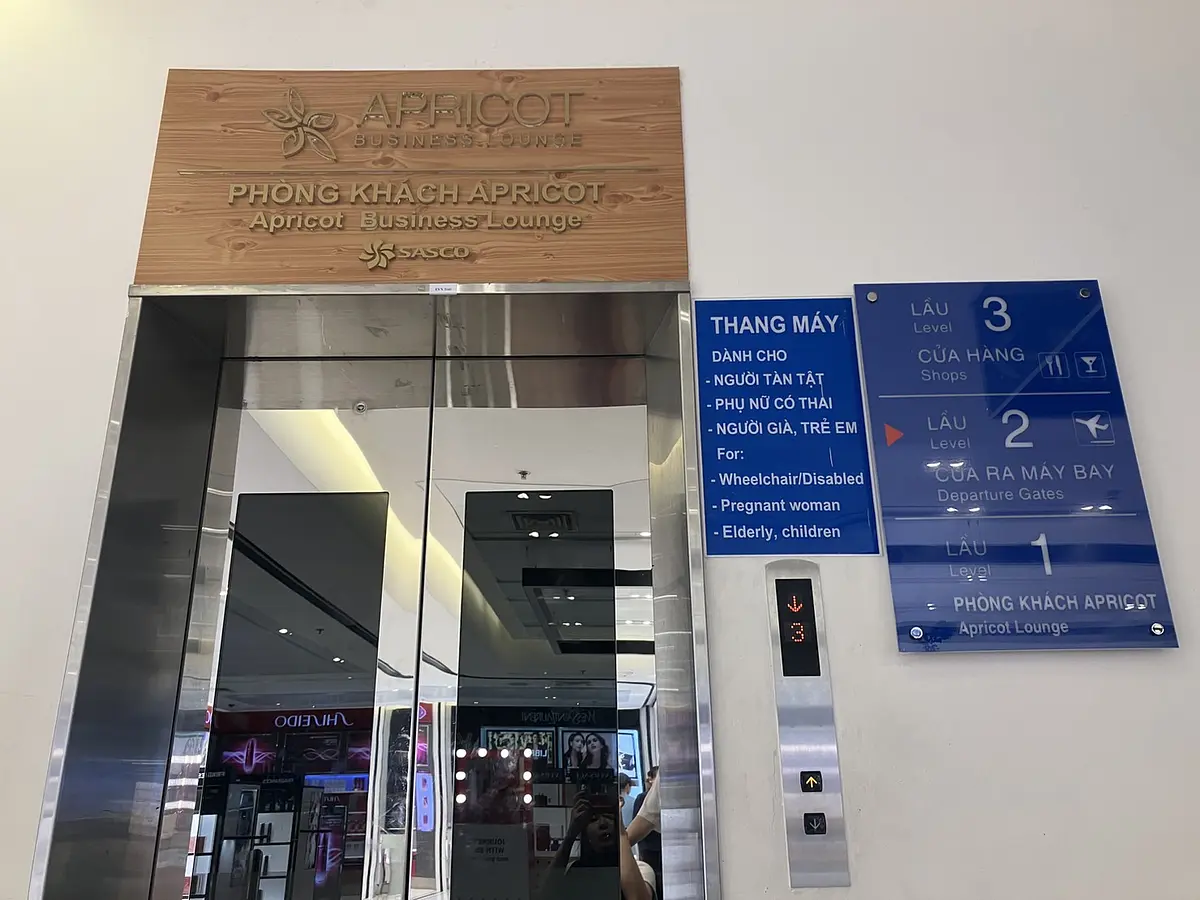 APRICOT
BUSINESS LOUNGE
PHÒNG KHÁCH APRICOT
Apricot Business Lounge
SASCO
THANG MÁY
DÀNH CHO
- NGƯỜI TÀN TẬT
- PHỤ NỮ CÓ THAI
- NGƯỜI GIÀ, TRẺ EM
For:
- Wheelchair/Disabled
- Pregnant woman
- Elderly, children
LẦU
Level
3
CỬA HÀNG
Shops
LẦU
Level
2
CỬA RA MÁY BAY
Departure Gates
LẦU
Level
1
PHÒNG KHÁCH APRICOT
Apricot Lounge
3
SHISEIDO
YVESSAINTLAURENT